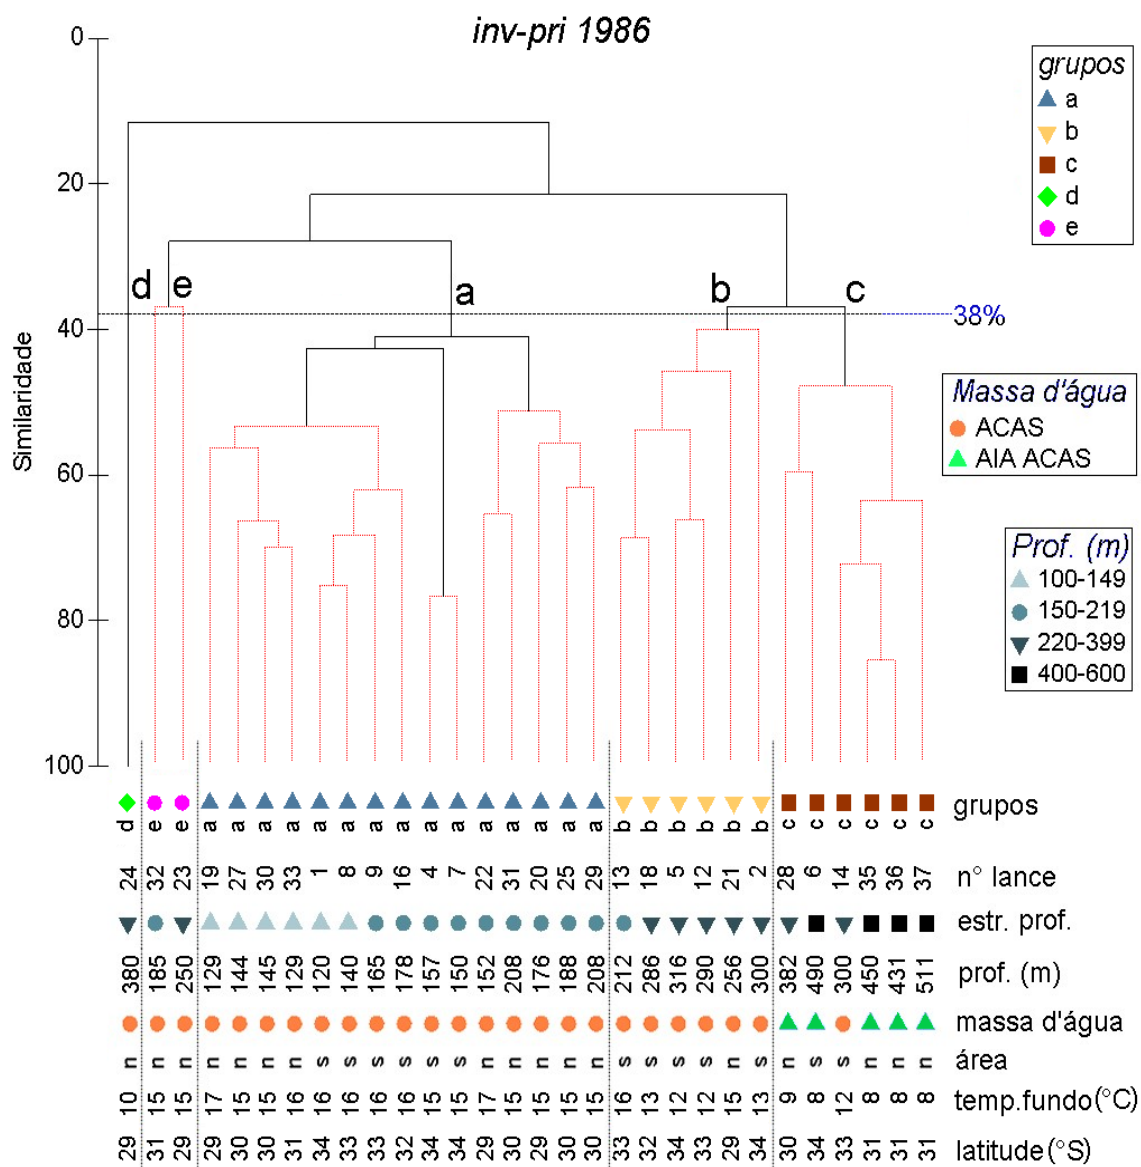 inv-pri 1986
0
20
40
60
80
100
Similaridade
grupos
a
b
c
d
e
d e a b c
38%
Massa d'água
ACAS
AIA ACAS
Prof. (m)
100-149
150-219
220-399
400-600
d e e a a a a a a a a a a a a a a a b b b b b b c c c c c c grupos
24 32 23 19 27 30 33 1 8 9 16 4 7 22 31 20 25 29 13 18 5 12 21 2 28 6 14 35 36 37 n° lance
estr. prof.
380 185 250 129 144 145 129 120 140 165 178 157 150 152 208 176 188 208 212 286 316 290 256 300 382 490 300 450 431 511 prof. (m)
massa d'água
n n n n n n n s s s s s s n n n n n s s s s n s n s s n n n área
10 15 15 17 15 15 16 16 16 16 16 15 15 17 15 15 15 15 16 13 12 12 15 13 9 8 12 8 8 8 temp.fundo(°C)
29 31 29 29 30 30 31 34 33 33 32 34 34 29 30 29 30 30 33 32 34 33 29 34 30 34 33 31 31 31 latitude(°S)